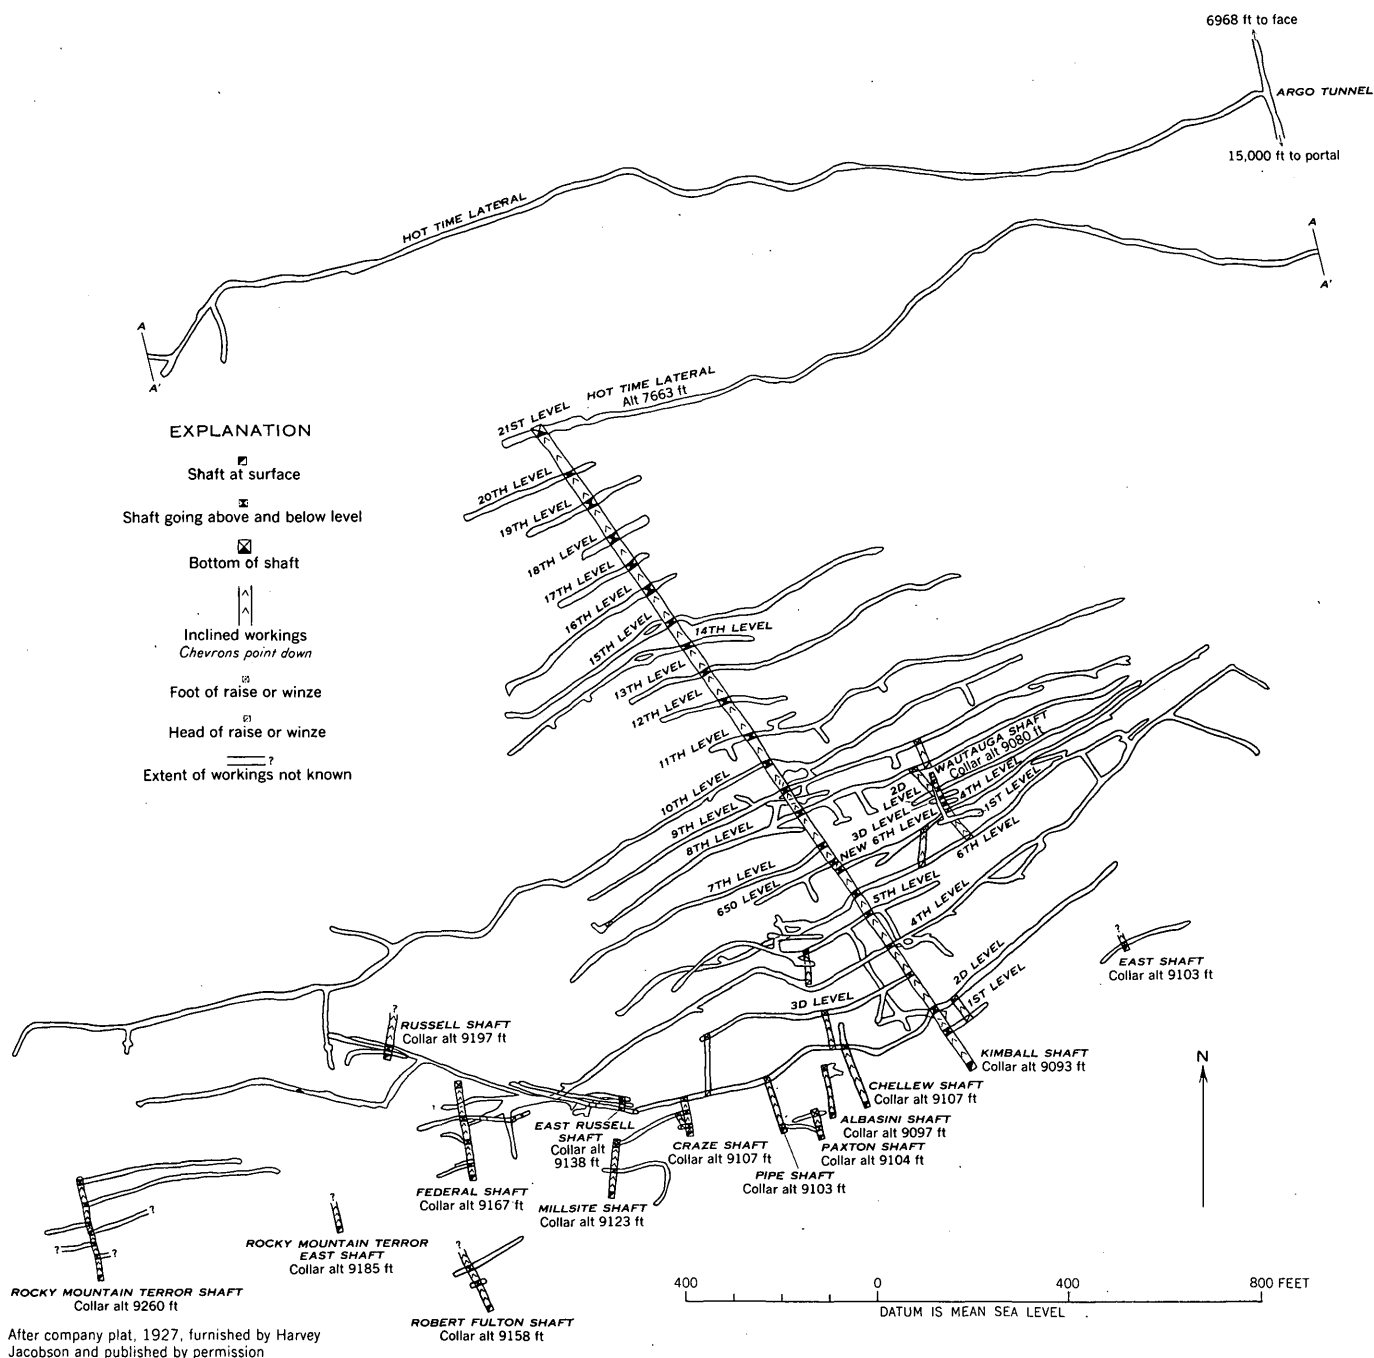 6968 ft to face
ARGO TUNNEL
15,000 ft to portal
HOT TIME LATERAL
A
A'
A
A'
HOT TIME LATERAL
Alt 7663 ft
21ST LEVEL
EXPLANATION
Shaft at surface
Shaft going above and below level
Bottom of shaft
Inclined workings
Chevrons point down
Foot of raise or winze
Head of raise or winze
?
Extent of workings not known
20TH LEVEL
19TH LEVEL
18TH LEVEL
17TH LEVEL
16TH LEVEL
15TH LEVEL
14TH LEVEL
13TH LEVEL
12TH LEVEL
11TH LEVEL
10TH LEVEL
9TH LEVEL
8TH LEVEL
7TH LEVEL
650 LEVEL
WAUTAUGA SHAFT
Collar alt 9080 ft
2D
LEVEL
3D LEVEL
4TH LEVEL
1ST LEVEL
NEW 6TH LEVEL
6TH LEVEL
5TH LEVEL
4TH LEVEL
3D LEVEL
2D LEVEL
1ST LEVEL
?
EAST SHAFT
Collar alt 9103 ft
?
RUSSELL SHAFT
Collar alt 9197 ft
KIMBALL SHAFT
Collar alt 9093 ft
CHELLEW SHAFT
Collar alt 9107 ft
ALBASINI SHAFT
Collar alt 9097 ft
PAXTON SHAFT
Collar alt 9104 ft
PIPE SHAFT
Collar alt 9103 ft
CRAZE SHAFT
Collar alt 9107 ft
EAST RUSSELL
SHAFT
Collar alt
9138 ft
MILLSITE SHAFT
Collar alt 9123 ft
FEDERAL SHAFT
Collar alt 9167 ft
?
ROCKY MOUNTAIN TERROR
EAST SHAFT
Collar alt 9185 ft
?
?
?
ROCKY MOUNTAIN TERROR SHAFT
Collar alt 9260 ft
?
ROBERT FULTON SHAFT
Collar alt 9158 ft
N
400 0 400 800 FEET
DATUM IS MEAN SEA LEVEL
After company plat, 1927, furnished by Harvey
Jacobson and published by permission